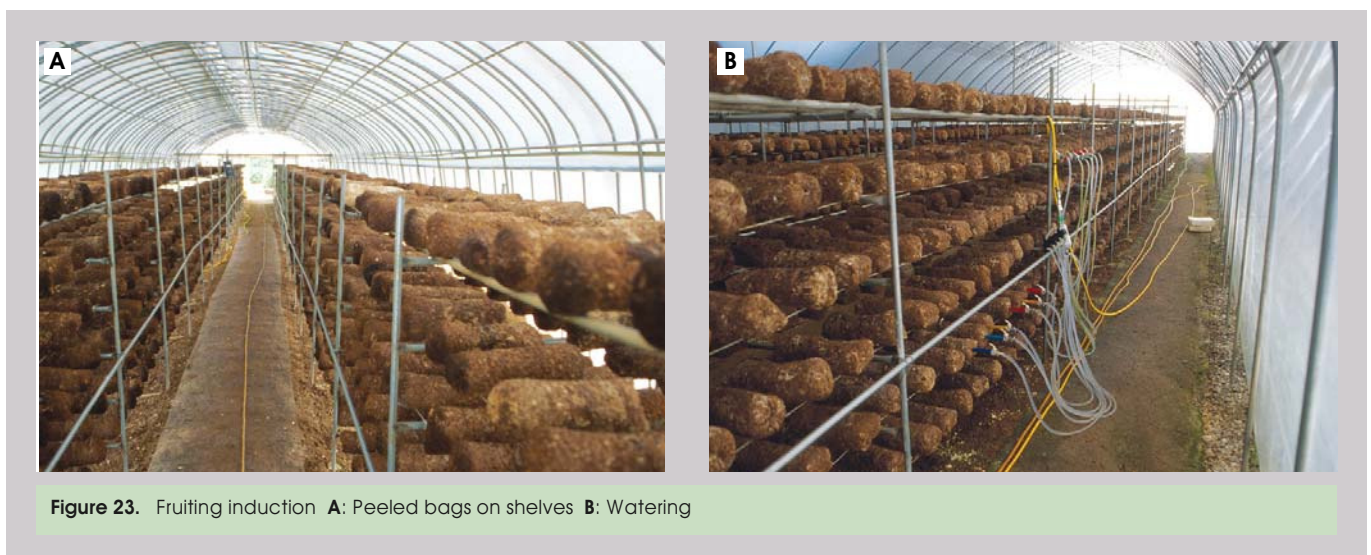 A
B
Figure 23. Fruiting induction A: Peeled bags on shelves B: Watering